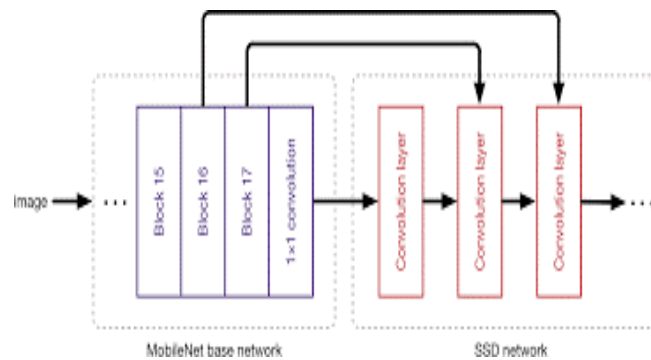 image
...
Block 15
Block 16
Block 17
1×1 convolution
Convolution layer
Convolution layer
Convolution layer
...
MobileNet base network
SSD network